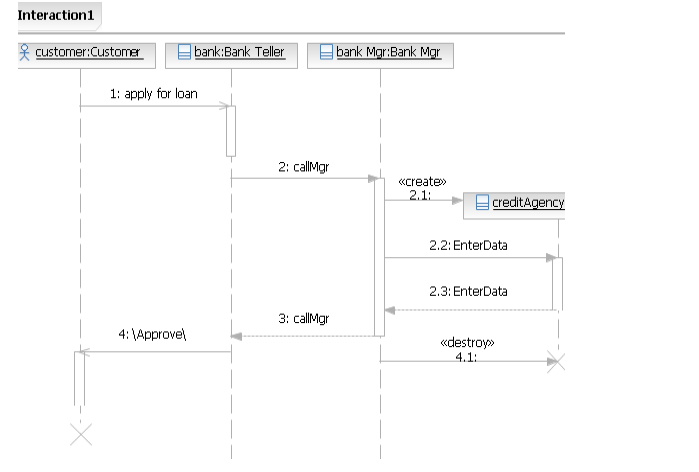 Interaction1
customer:Customer
bank:Bank Teller
bank Mgr:Bank Mgr
1: apply for loan
2: callMgr
«create»
2.1:
creditAgency
2.2: EnterData
2.3: EnterData
3: callMgr
4: \Approve\
«destroy»
4.1: